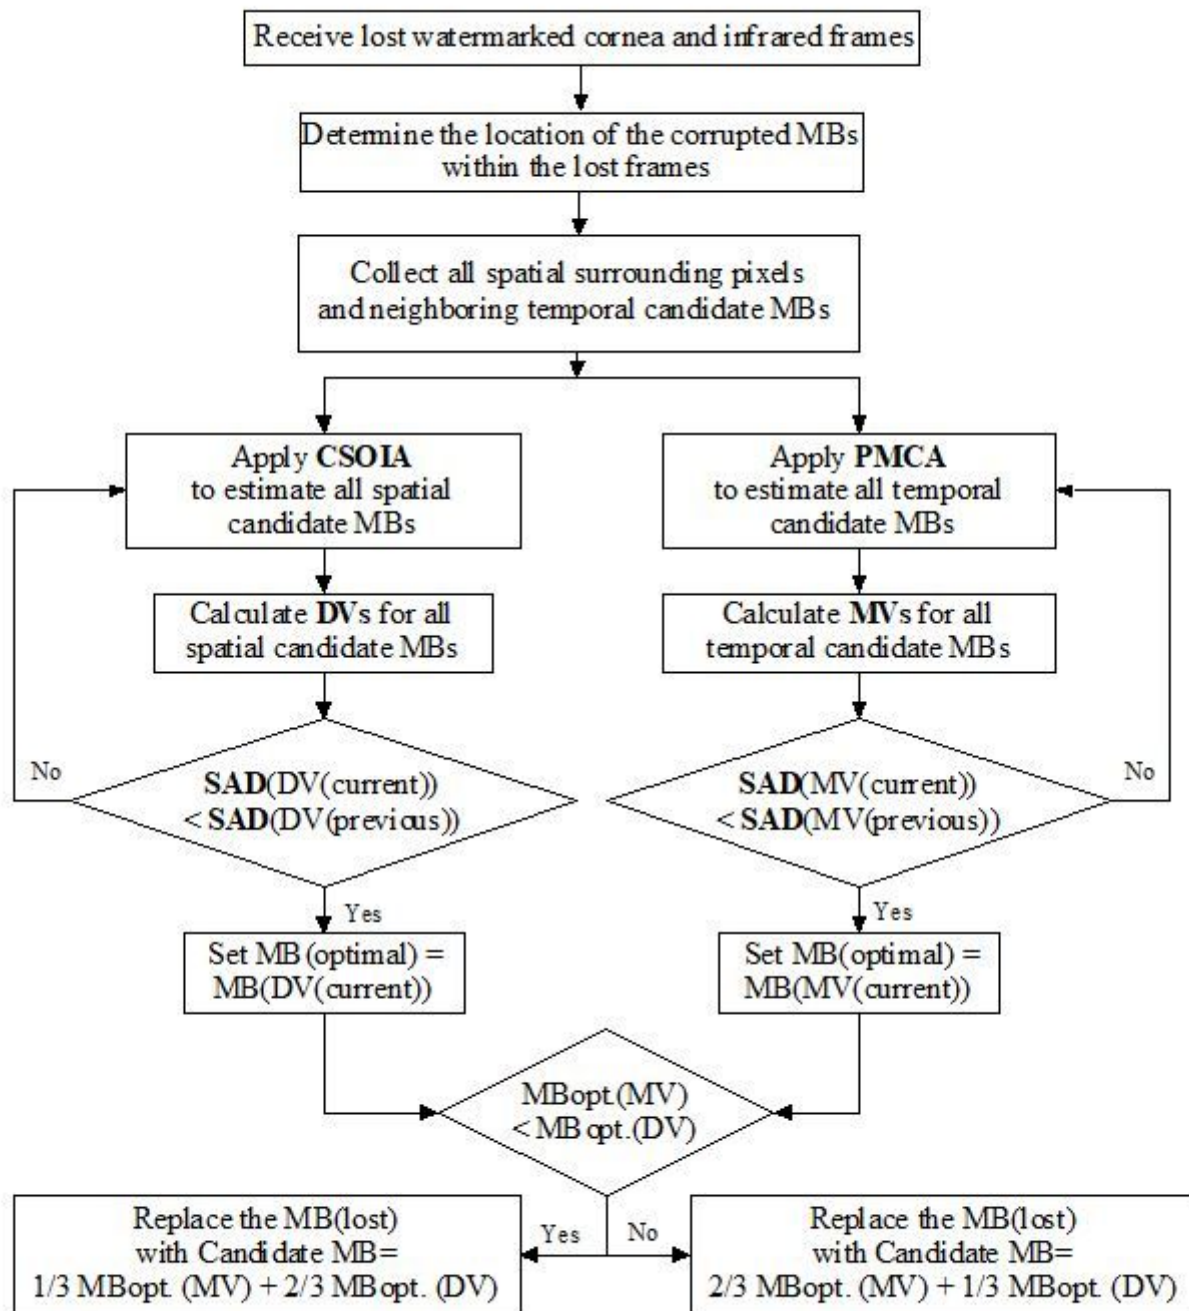 Receive lost watermarked cornea and infrared frames
Determine the location of the corrupted MBs
within the lost frames
Collect all spatial surrounding pixels
and neighboring temporal candidate MBs
Apply CSOIA
to estimate all spatial
candidate MBs
Apply PMCA
to estimate all temporal
candidate MBs
Calculate DVs for all
spatial candidate MBs
Calculate MVs for all
temporal candidate MBs
No
SAD(DV(current))
< SAD(DV(previous))
SAD(MV(current))
< SAD(MV(previous))
No
Yes
Yes
Set MB(optimal) =
MB(DV(current))
Set MB(optimal) =
MB(MV(current))
MBopt.(MV)
< MBopt.(DV)
Replace the MB(lost)
with Candidate MB=
1/3 MBopt. (MV) + 2/3 MBopt. (DV)
Yes
No
Replace the MB(lost)
with Candidate MB=
2/3 MBopt. (MV) + 1/3 MBopt. (DV)